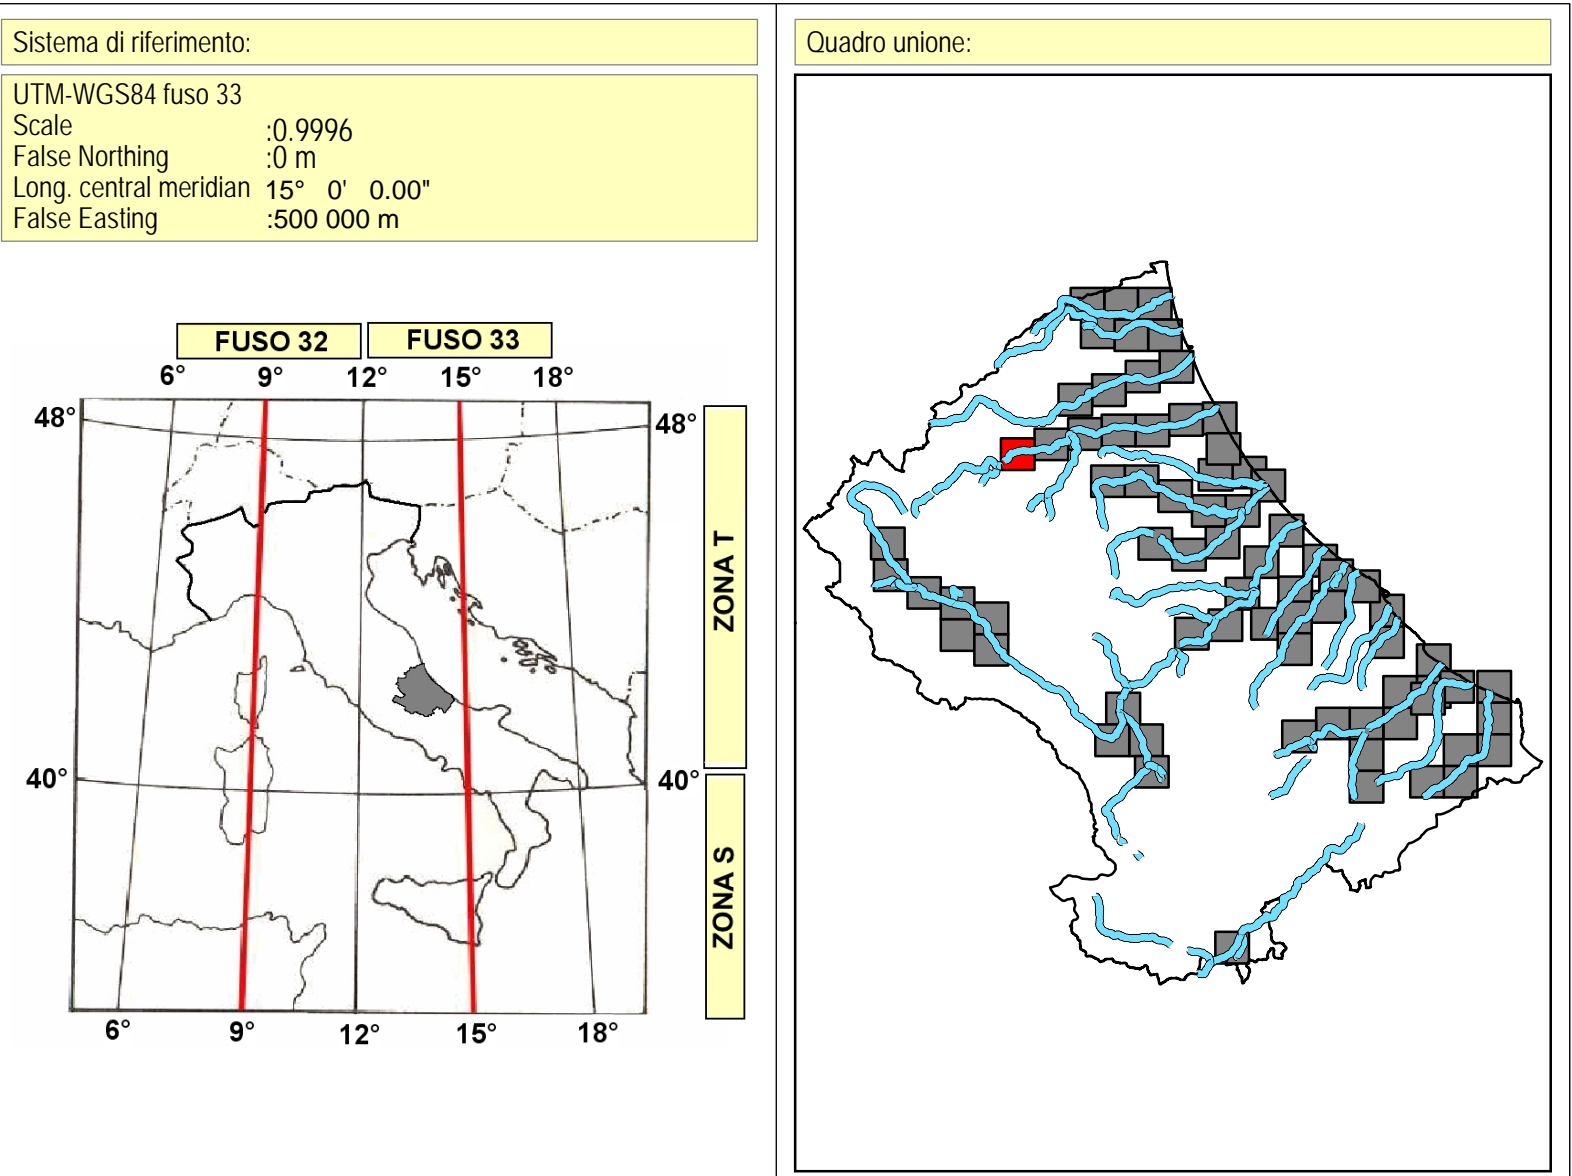 Sistema di riferimento:
UTM-WGS84 fuso 33
Scale :0.9996
False Northing :0 m
Long. central meridian 15° 0' 0.00"
False Easting :500 000 m
FUSO 32 FUSO 33
6° 9° 12° 15° 18°
48° 48°
ZONA T
40° 40°
ZONA S
6° 9° 12° 15° 18°
Quadro unione: